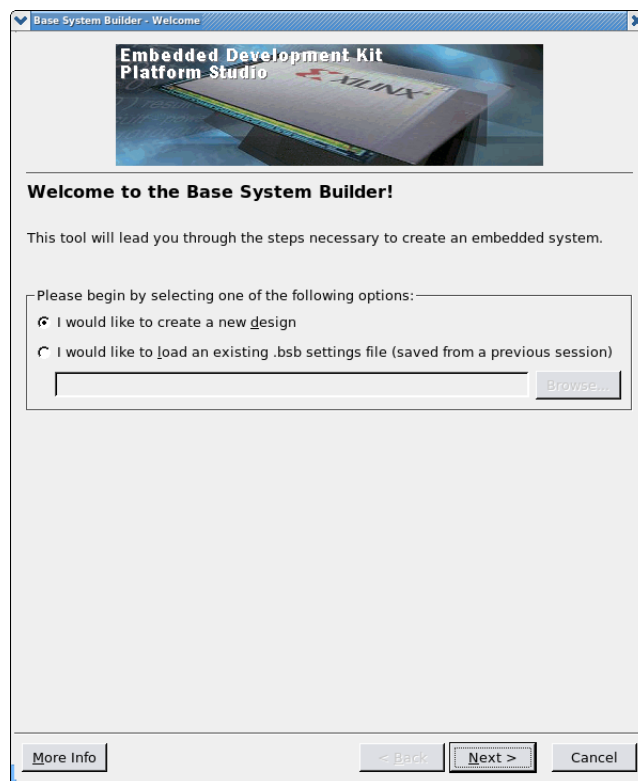 Base System Builder - Welcome
Embedded Development Kit
Platform Studio
XILINX
Welcome to the Base System Builder!
This tool will lead you through the steps necessary to create an embedded system.
Please begin by selecting one of the following options:
I would like to create a new design
I would like to load an existing .bsb settings file (saved from a previous session)
Browse...
More Info
< Back
Next >
Cancel